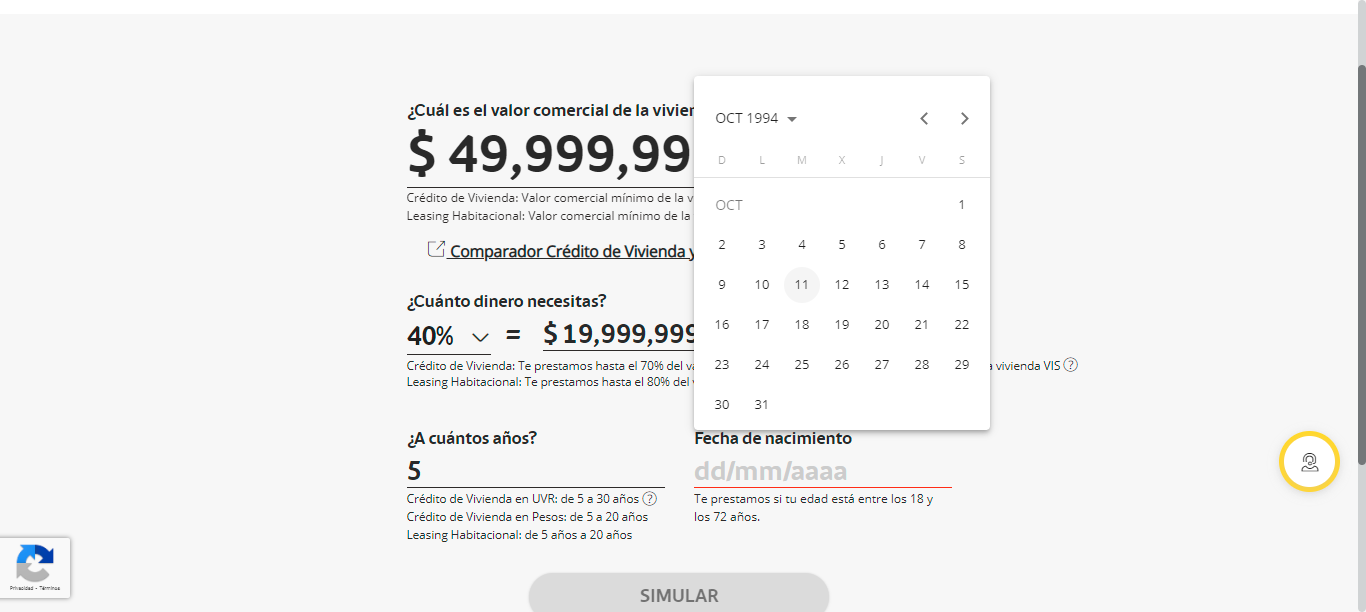 ¿Cuál es el valor comercial de la vivien
$ 49,999,99
Crédito de Vivienda: Valor comercial mínimo de la v
Leasing Habitacional: Valor comercial mínimo de la
Comparador Crédito de Vivienda y
¿Cuánto dinero necesitas?
40% = $ 19,999,999
Crédito de Vivienda: Te prestamos hasta el 70% del va
a vivienda VIS ?
Leasing Habitacional: Te prestamos hasta el 80% del v
OCT 1994
D L M X J V S
OCT 1
2 3 4 5 6 7 8
9 10 11 12 13 14 15
16 17 18 19 20 21 22
23 24 25 26 27 28 29
30 31
¿A cuántos años?
5
Crédito de Vivienda en UVR: de 5 a 30 años ?
Crédito de Vivienda en Pesos: de 5 a 20 años
Leasing Habitacional: de 5 años a 20 años
Fecha de nacimiento
dd/mm/aaaa
Te prestamos si tu edad está entre los 18 y
los 72 años.
Privacidad - Términos
SIMULAR